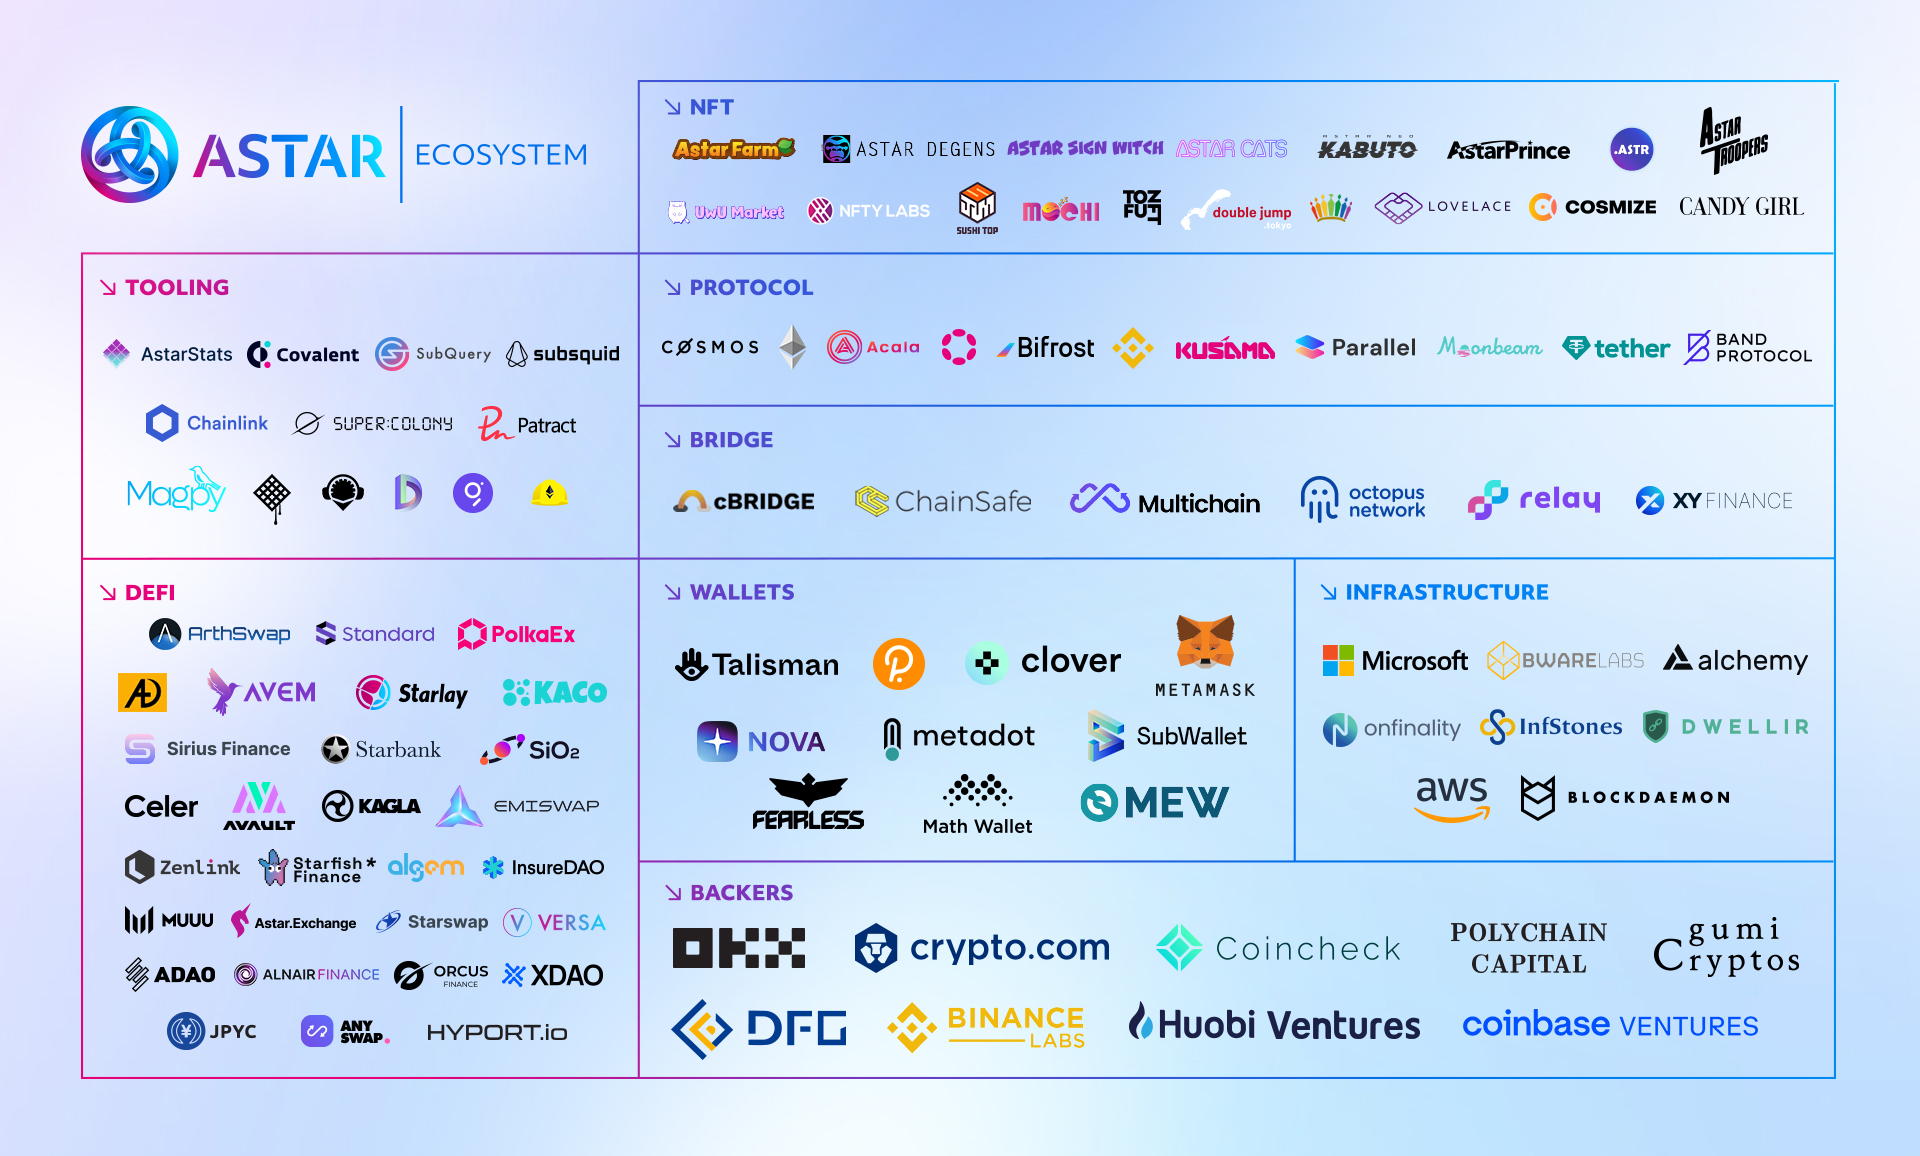 ASTAR ECOSYSTEM
NFT
AstarFarm ASTAR DEGENS ASTAR SIGN WITCH ASTAR CATS ASTAR NEO KABUTO AstarPrince .ASTR ASTAR TROOPERS
UwU Market NFTY LABS SUSHI TOP MOCHI TOZ FUFU double jump .tokyo LOVELACE COSMIZE CANDY GIRL
TOOLING
AstarStats Covalent SubQuery subsquid
Chainlink SUPER:COLONY Patract
Magpy
PROTOCOL
COSMOS Acala Bifrost KUSAMA Parallel Moonbeam tether BAND PROTOCOL
BRIDGE
cBRIDGE ChainSafe Multichain octopus network relay XY FINANCE
DEFI
ArthSwap Standard PolkaEx
AVEM Starlay KACO
Sirius Finance Starbank SiO2
Celer AVAULT KAGLA EMISWAP
Zenlink Starfish* Finance algem InsureDAO
MUUU Astar.Exchange Starswap V VERSA
ADAO ALNAIR FINANCE ORCUS FINANCE XDAO
JPYC ANY SWAP. HYPORT.io
WALLETS
Talisman clover METAMASK
NOVA metadot SubWallet
FEARLESS Math Wallet MEW
INFRASTRUCTURE
Microsoft BWARELABS alchemy
onfinality InfStones DWELLIR
aws BLOCKDAEMON
BACKERS
OKX crypto.com Coincheck POLYCHAIN CAPITAL gumi Cryptos
DFG BINANCE LABS Huobi Ventures coinbase VENTURES